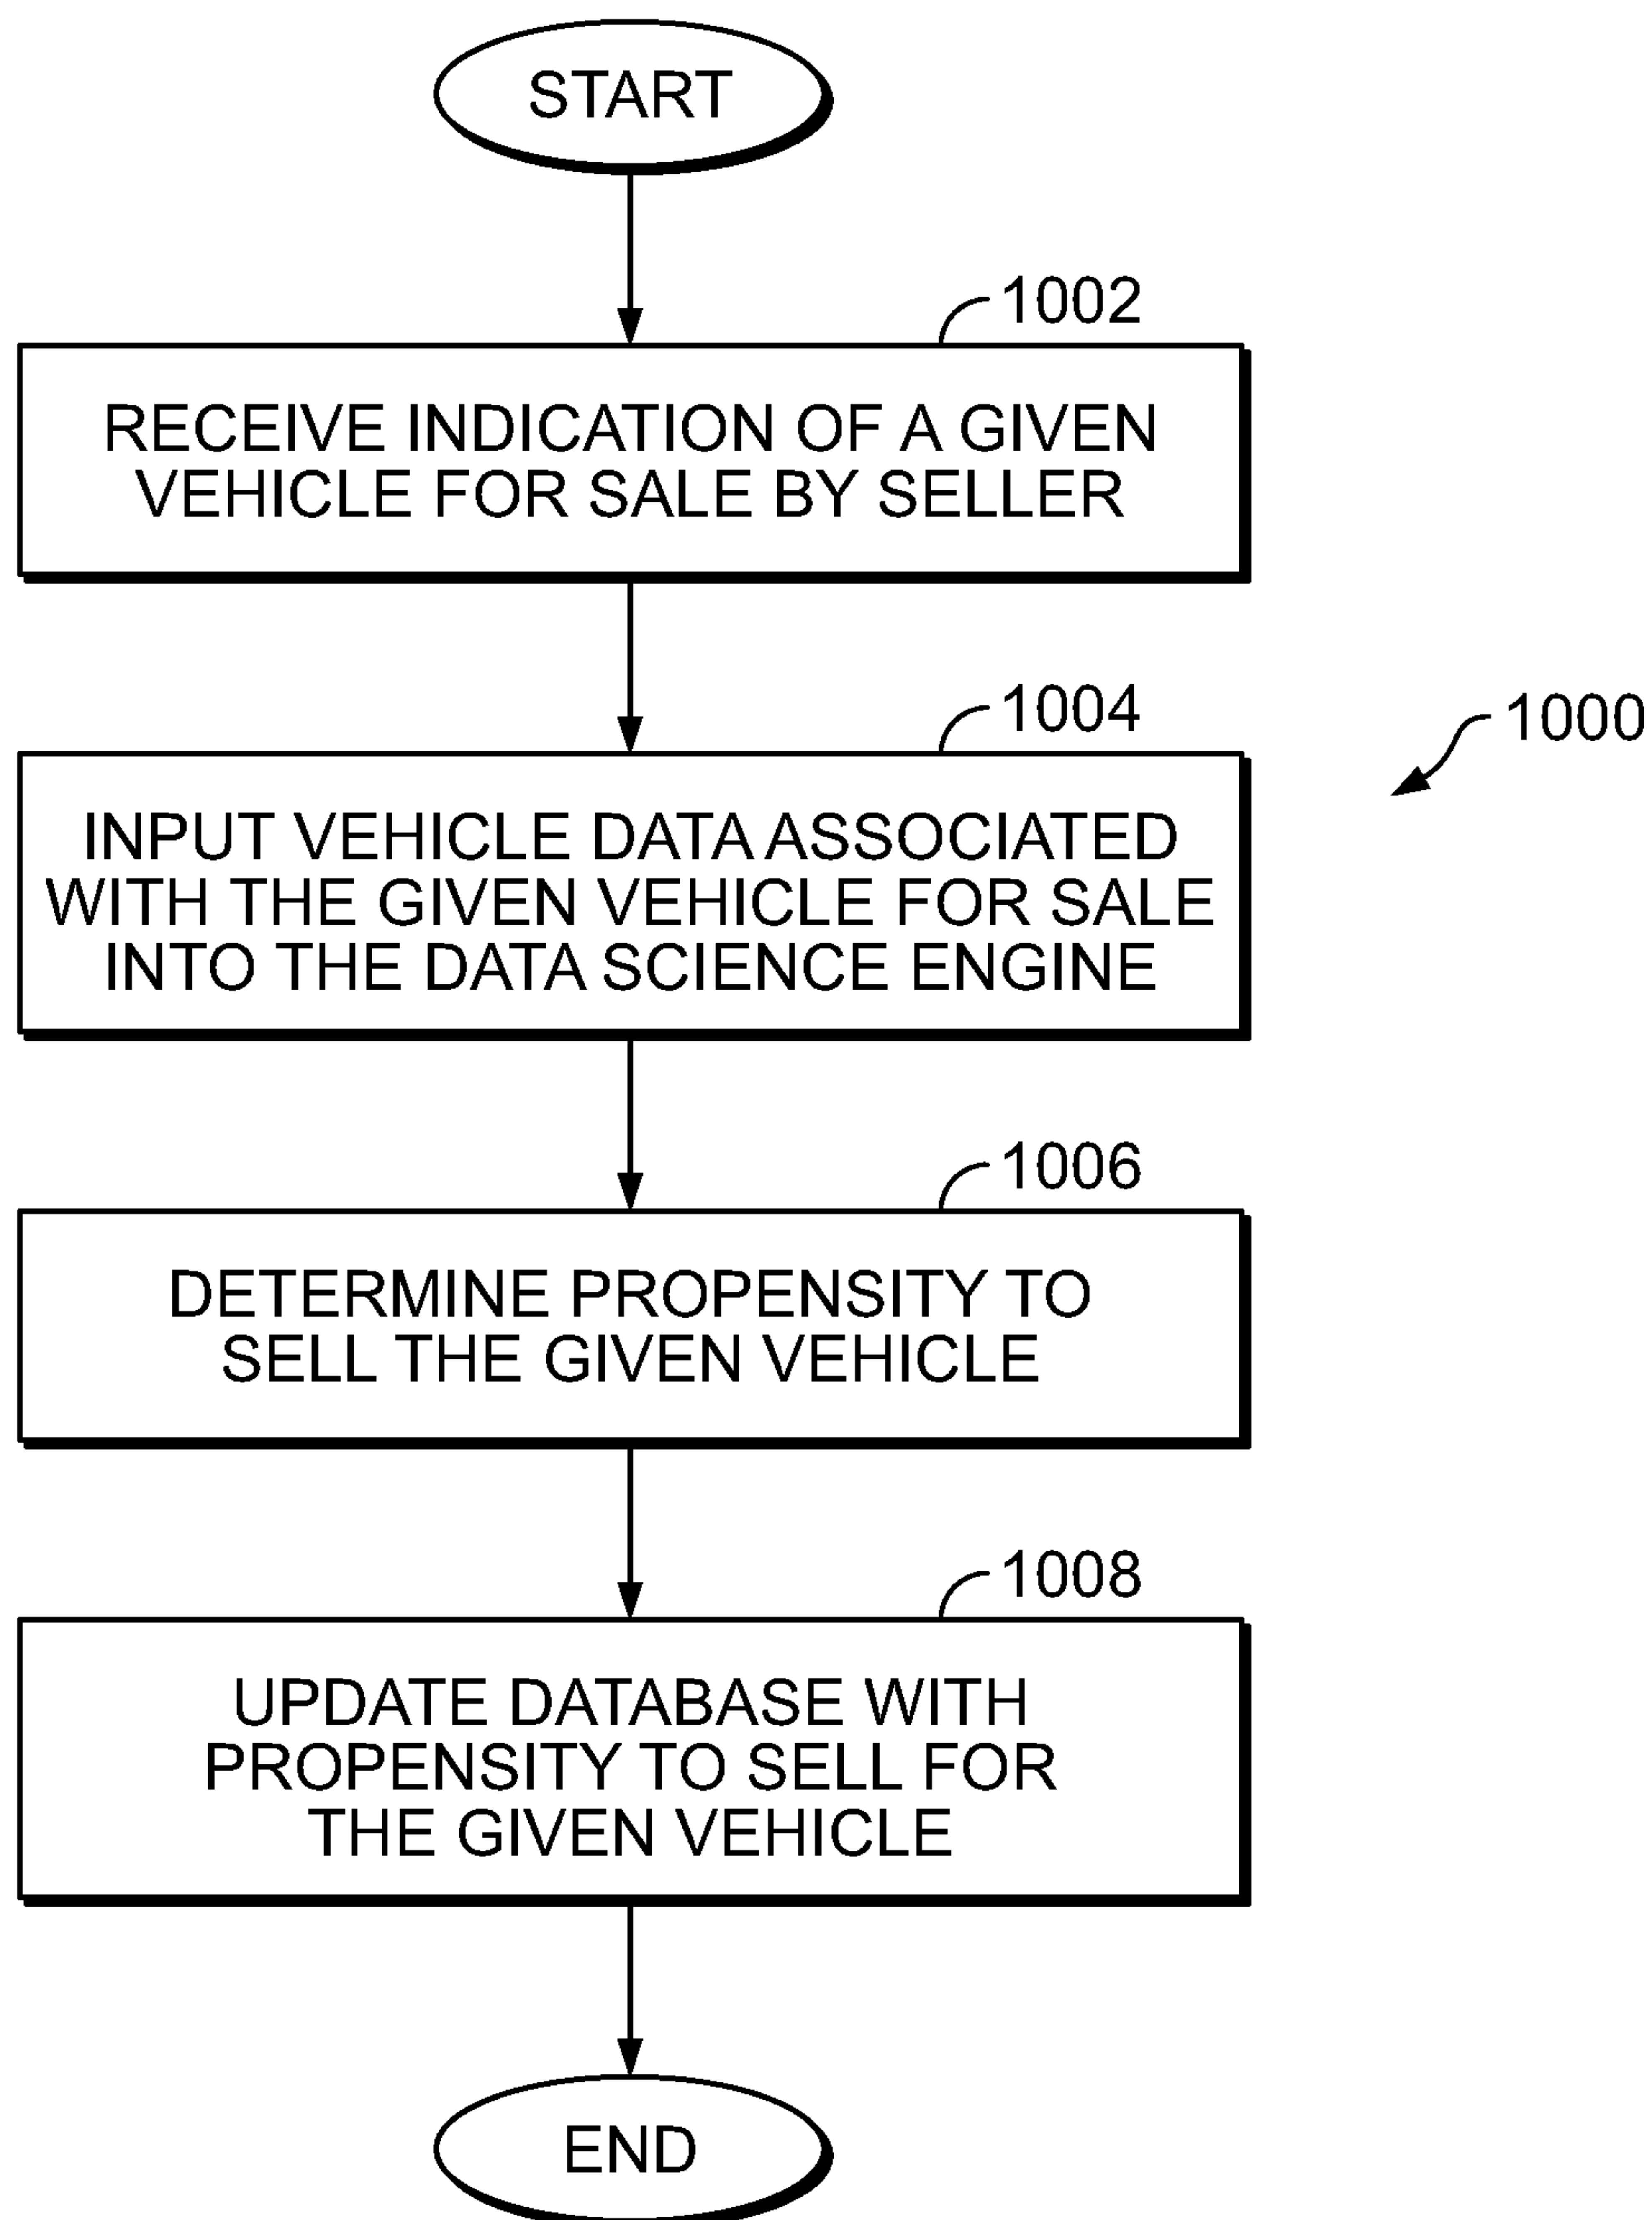 START
1002
RECEIVE INDICATION OF A GIVEN
VEHICLE FOR SALE BY SELLER
1004
1000
INPUT VEHICLE DATA ASSOCIATED
WITH THE GIVEN VEHICLE FOR SALE
INTO THE DATA SCIENCE ENGINE
1006
DETERMINE PROPENSITY TO
SELL THE GIVEN VEHICLE
1008
UPDATE DATABASE WITH
PROPENSITY TO SELL FOR
THE GIVEN VEHICLE
END